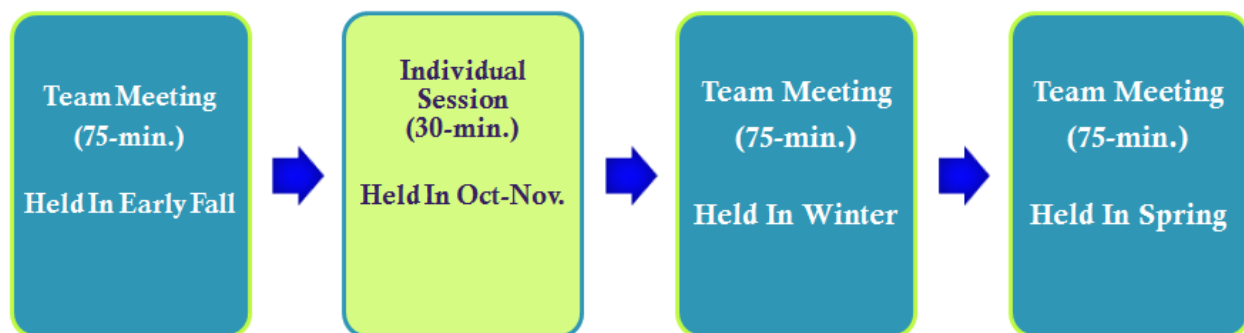 Team Meeting
(75-min.)
Held In Early Fall
Individual
Session
(30-min.)
Held In Oct-Nov.
Team Meeting
(75-min.)
Held In Winter
Team Meeting
(75-min.)
Held In Spring